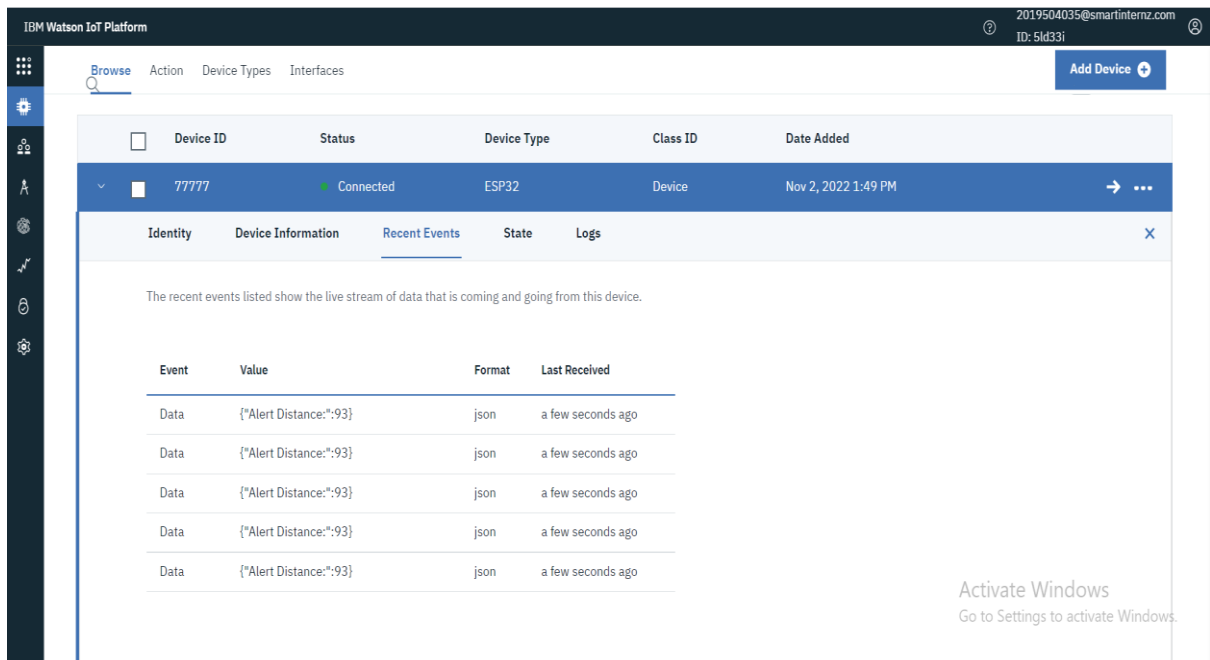 IBM Watson IoT Platform
2019504035@smartinternz.com
ID: 5ld33i
Browse Action Device Types Interfaces
Add Device
Device ID Status Device Type Class ID Date Added
77777 Connected ESP32 Device Nov 2, 2022 1:49 PM
Identity Device Information Recent Events State Logs
The recent events listed show the live stream of data that is coming and going from this device.
Event Value Format Last Received
Data {"Alert Distance:":93} json a few seconds ago
Data {"Alert Distance:":93} json a few seconds ago
Data {"Alert Distance:":93} json a few seconds ago
Data {"Alert Distance:":93} json a few seconds ago
Data {"Alert Distance:":93} json a few seconds ago
Activate Windows
Go to Settings to activate Windows.